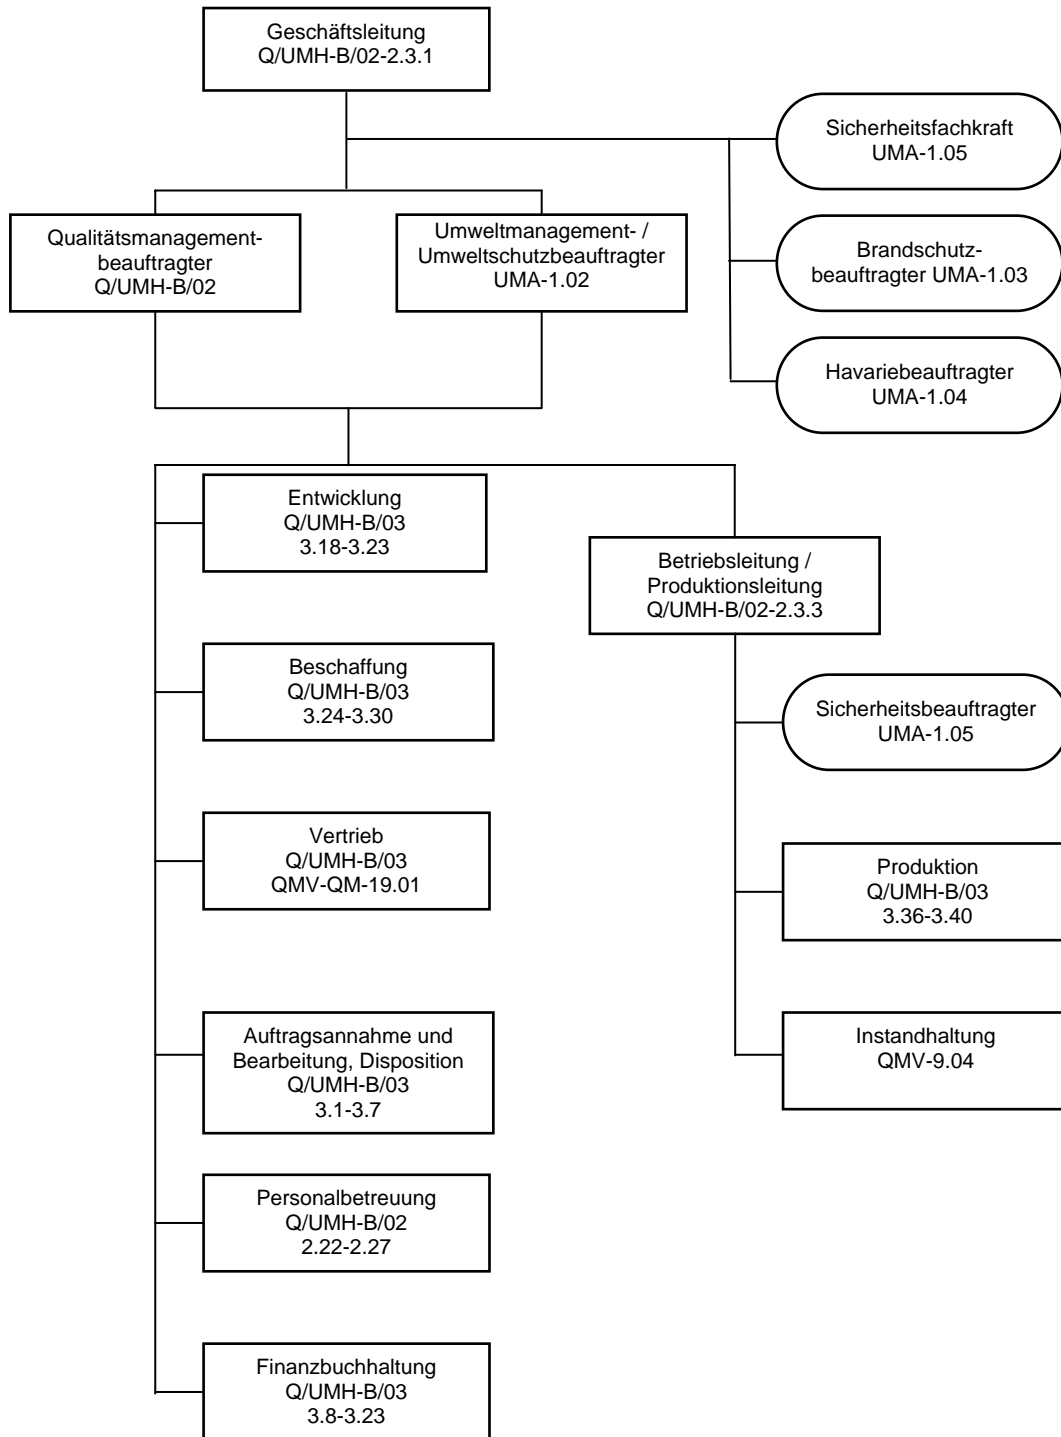 Geschäftsleitung
Q/UMH-B/02-2.3.1
Sicherheitsfachkraft
UMA-1.05
Qualitätsmanagement-
beauftragter
Q/UMH-B/02
Umweltmanagement- /
Umweltschutzbeauftragter
UMA-1.02
Brandschutz-
beauftragter UMA-1.03
Havariebeauftragter
UMA-1.04
Entwicklung
Q/UMH-B/03
3.18-3.23
Betriebsleitung /
Produktionsleitung
Q/UMH-B/02-2.3.3
Beschaffung
Q/UMH-B/03
3.24-3.30
Sicherheitsbeauftragter
UMA-1.05
Vertrieb
Q/UMH-B/03
QMV-QM-19.01
Produktion
Q/UMH-B/03
3.36-3.40
Auftragsannahme und
Bearbeitung, Disposition
Q/UMH-B/03
3.1-3.7
Instandhaltung
QMV-9.04
Personalbetreuung
Q/UMH-B/02
2.22-2.27
Finanzbuchhaltung
Q/UMH-B/03
3.8-3.23